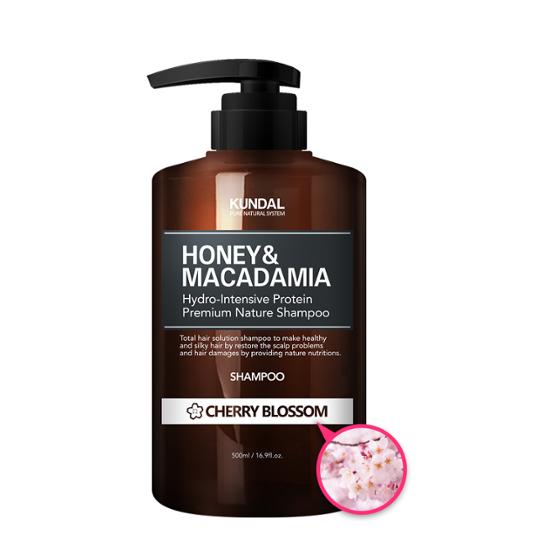 KUNDAL
PURE NATURAL SYSTEM
HONEY&
MACADAMIA
Hydro-Intensive Protein
Premium Nature Shampoo
Total hair solution shampoo to make healthy
and silky hair by restore the scalp problems
and hair damages by providing nature nutritions.
SHAMPOO
CHERRY BLOSSOM
500ml / 16.9fl.oz.